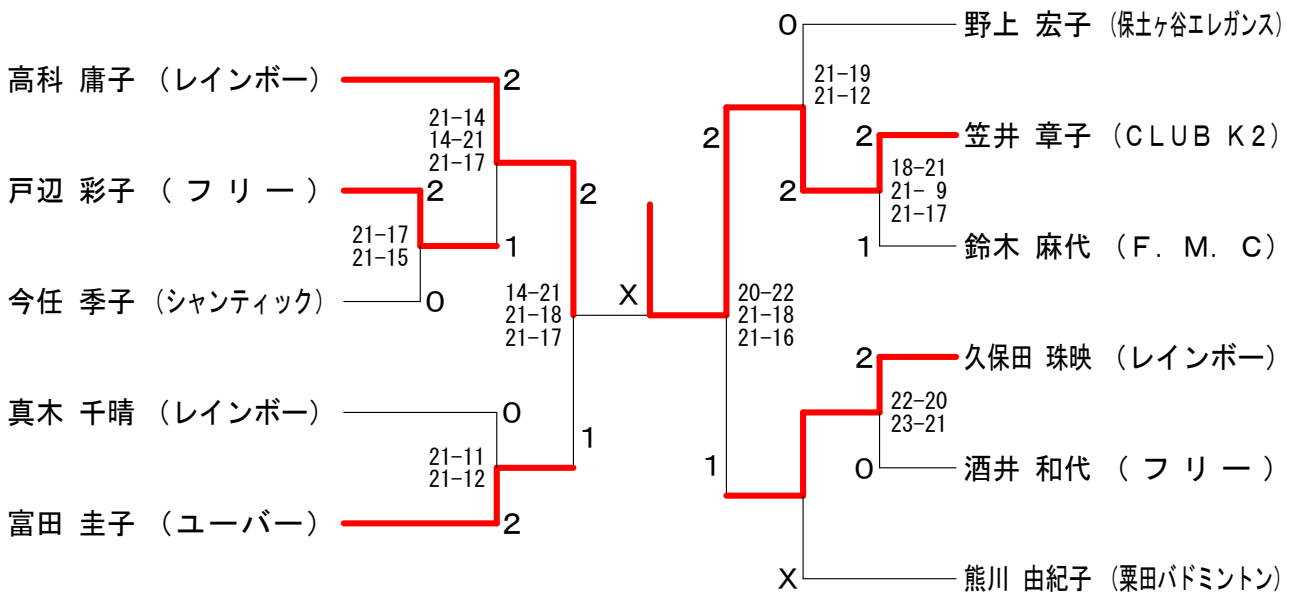 高科 庸子 （レインボー）
2
21-14
14-21
21-17
戸辺 彩子 （ フ リ ー ）
2
21-17
21-15
1
今任 季子 （シャンティック）
0
2
14-21
21-18
21-17
真木 千晴 （レインボー）
0
21-11
21-12
1
富田 圭子 （ユーバー）
2
X
0
野上 宏子 （保土ヶ谷エレガンス）
21-19
21-12
2
2
笠井 章子 （CLUB K2）
18-21
21- 9
21-17
2
1
鈴木 麻代 （F. M. C）
20-22
21-18
21-16
2
久保田 珠映 （レインボー）
22-20
23-21
1
0
酒井 和代 （ フ リ ー ）
X
熊川 由紀子 （粟田バドミントン）